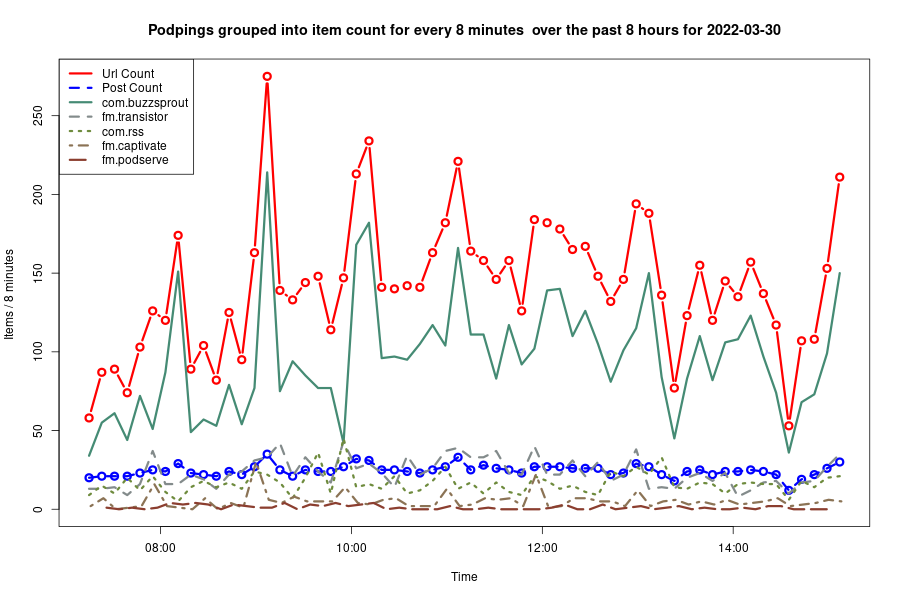 Podpings grouped into item count for every 8 minutes  over the past 8 hours for 2022-03-30
Url Count
Post Count
com.buzzsprout
fm.transistor
com.rss
fm.captivate
fm.podserve
Items / 8 minutes
250
200
150
100
50
0
08:00
10:00
12:00
14:00
Time